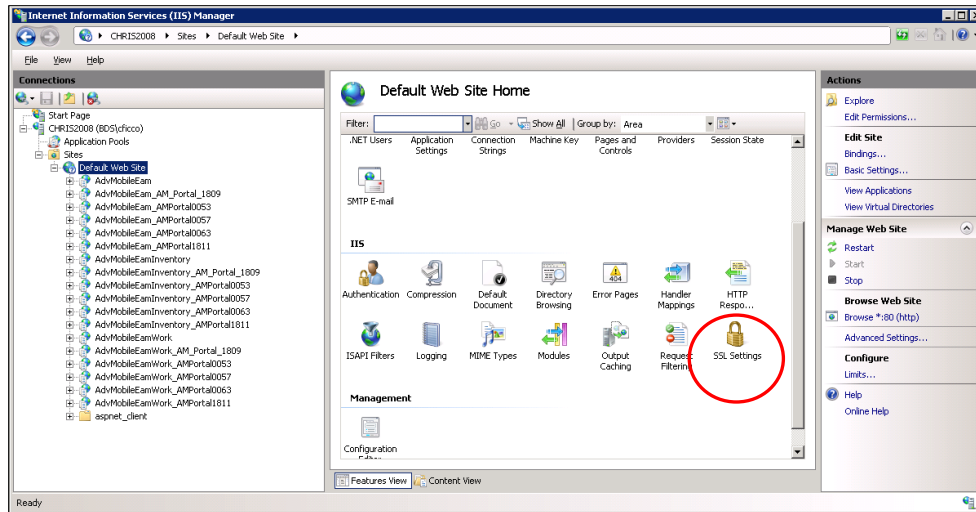 Internet Information Services (IIS) Manager
CHRIS2008 Sites Default Web Site
File View Help
Connections
Start Page
CHRIS2008 (BDS\cficco)
Application Pools
Sites
Default Web Site
AdvMobileEam
AdvMobileEam_AM_Portal_1809
AdvMobileEam_AMPortal0053
AdvMobileEam_AMPortal0057
AdvMobileEam_AMPortal0063
AdvMobileEam_AMPortal1811
AdvMobileEamInventory
AdvMobileEamInventory_AM_Portal_1809
AdvMobileEamInventory_AMPortal0053
AdvMobileEamInventory_AMPortal0057
AdvMobileEamInventory_AMPortal0063
AdvMobileEamInventory_AMPortal1811
AdvMobileEamWork
AdvMobileEamWork_AM_Portal_1809
AdvMobileEamWork_AMPortal0053
AdvMobileEamWork_AMPortal0057
AdvMobileEamWork_AMPortal0063
AdvMobileEamWork_AMPortal1811
aspnet_client
Default Web Site Home
Filter: Go Show All Group by: Area
.NET Users Application Settings Connection Strings Machine Key Pages and Controls Providers Session State
SMTP E-mail
IIS
Authentication Compression Default Document Directory Browsing Error Pages Handler Mappings HTTP Respo...
404
ISAPI Filters Logging MIME Types Modules Output Caching Request Filtering SSL Settings
Management
Configuration
Features View Content View
Actions
Explore
Edit Permissions...
Edit Site
Bindings...
Basic Settings...
View Applications
View Virtual Directories
Manage Web Site
Restart
Start
Stop
Browse Web Site
Browse *:80 (http)
Advanced Settings...
Configure
Limits...
Help
Online Help
Ready